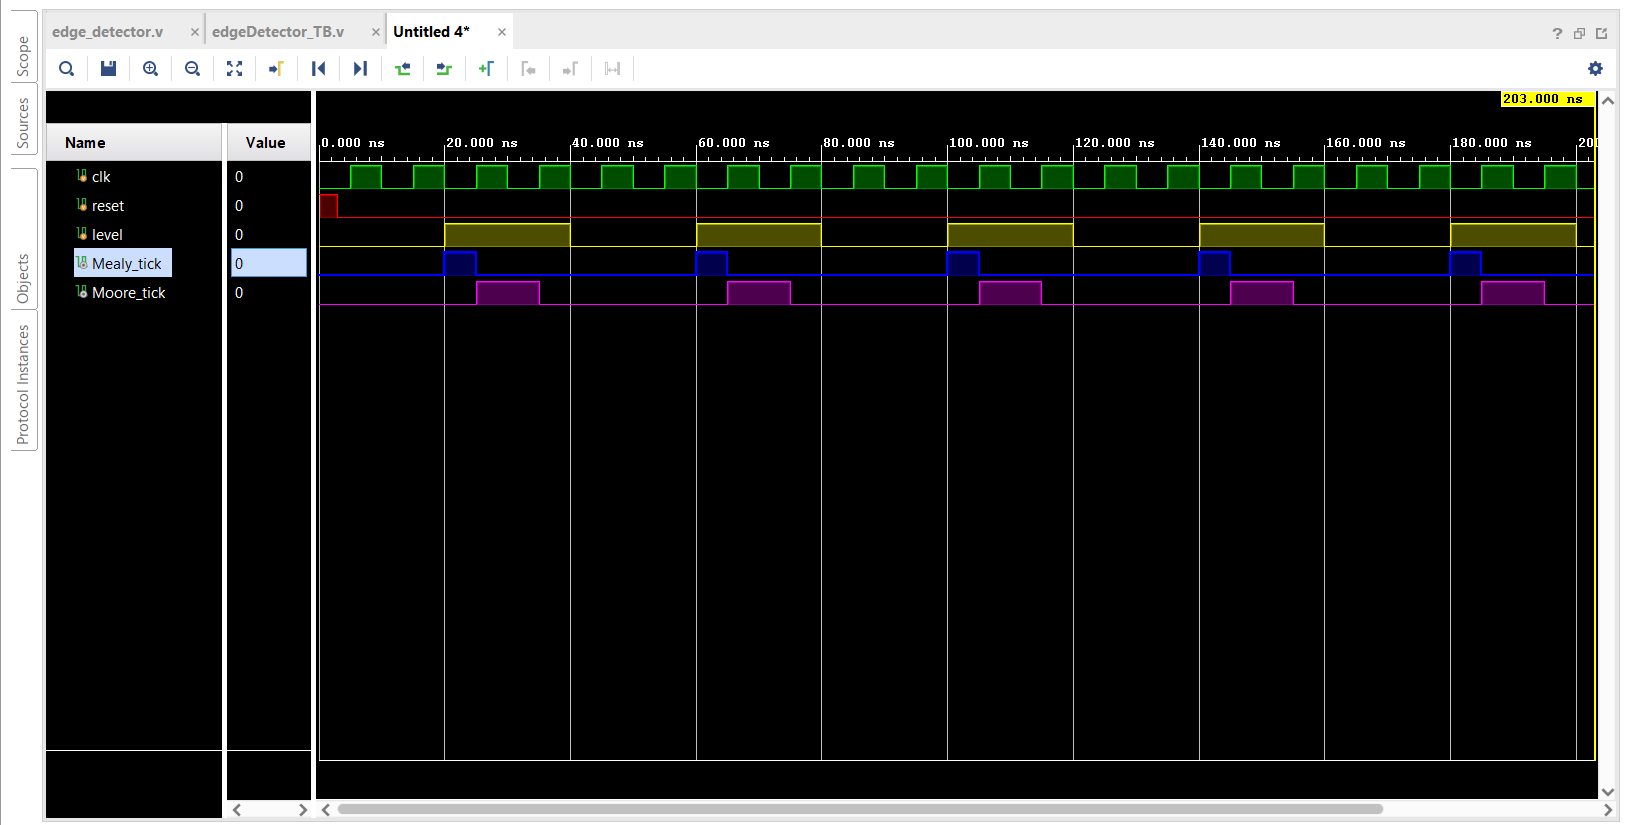 edge_detector.v × edgeDetector_TB.v × Untitled 4* ×
?
Scope
Sources
Objects
Protocol Instances
203.000 ns
Name Value
0.000 ns 20.000 ns 40.000 ns 60.000 ns 80.000 ns 100.000 ns 120.000 ns 140.000 ns 160.000 ns 180.000 ns 20
clk 0
reset 0
level 0
Mealy_tick 0
Moore_tick 0